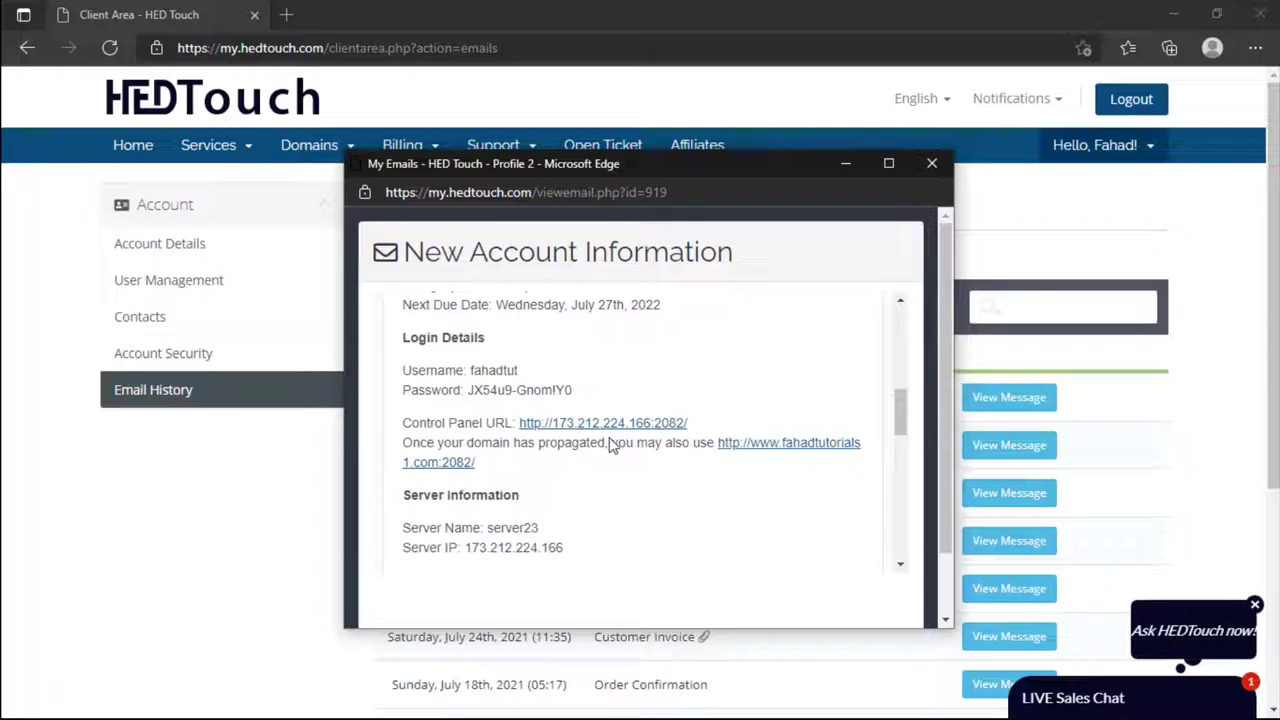 Client Area - HED Touch
https://my.hedtouch.com/clientarea.php?action=emails
HEDTouch
English
Notifications
Logout
Home
Services
Domains
Billing
Support
Open Ticket
Affiliates
Hello, Fahad!
My Emails - HED Touch - Profile 2 - Microsoft Edge
https://my.hedtouch.com/viewemail.php?id=919
Account
Account Details
User Management
Contacts
Account Security
Email History
New Account Information
Next Due Date: Wednesday, July 27th, 2022
Login Details
Username: fahadtut
Password: JX54u9-Gnom!Y0
Control Panel URL: http://173.212.224.166:2082/
Once your domain has propagated, you may also use http://www.fahadtutorials
1.com:2082/
Server Information
Server Name: server23
Server IP: 173.212.224.166
View Message
View Message
View Message
View Message
View Message
Saturday, July 24th, 2021 (11:35) Customer Invoice View Message
Sunday, July 18th, 2021 (05:17) Order Confirmation View M
Ask HEDTouch now!
1
LIVE Sales Chat